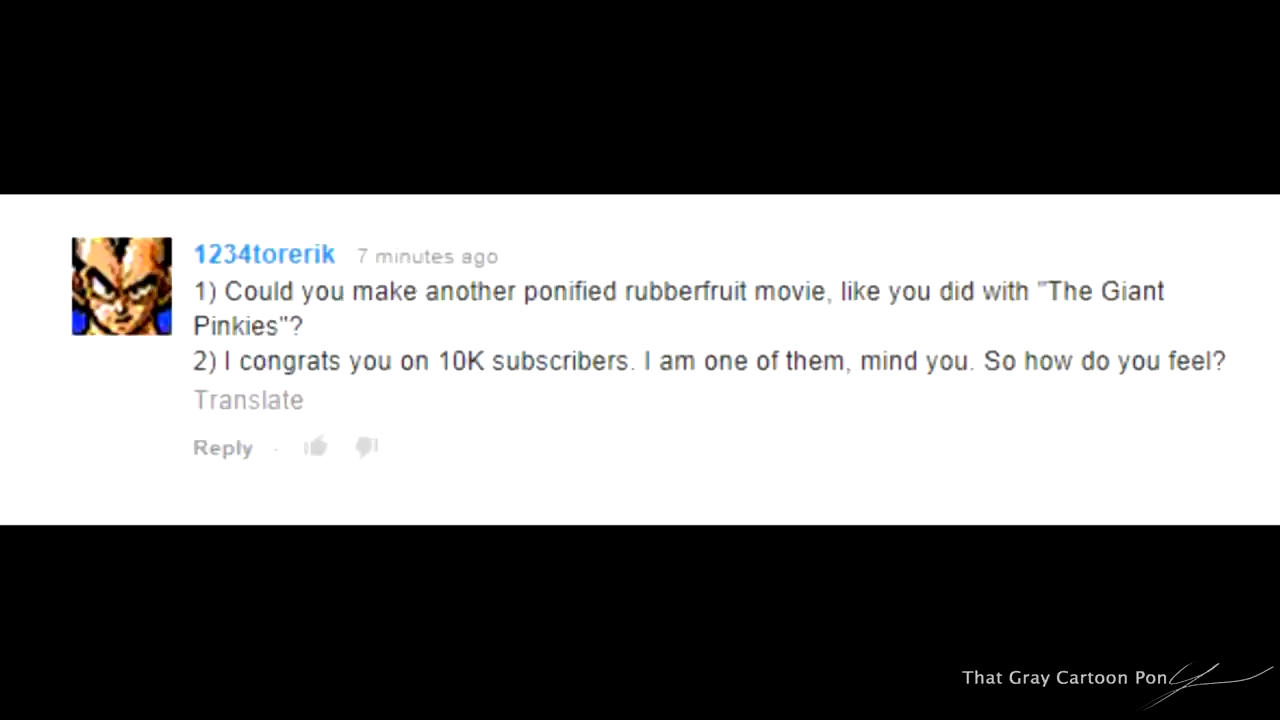 1234torerik 7 minutes ago
1) Could you make another ponified rubberfruit movie, like you did with "The Giant
Pinkies"?
2) I congrats you on 10K subscribers. I am one of them, mind you. So how do you feel?
Translate
Reply ·
That Gray Cartoon Pony